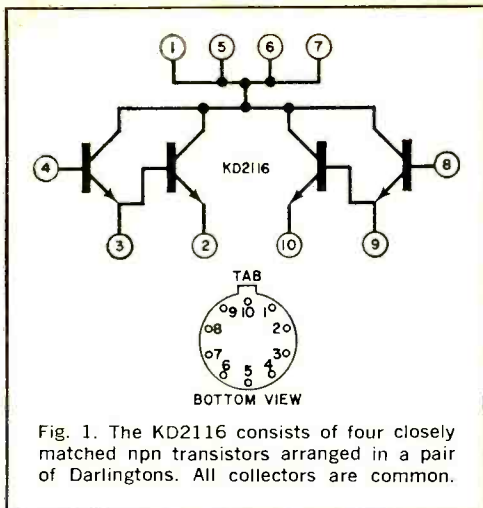 1 5 6 7
4 KD2116 8
3 2 10 9
TAB
9 10 1
8 2
7 3
6 5 4
BOTTOM VIEW
Fig. 1. The KD2116 consists of four closely
matched npn transistors arranged in a pair
of Darlingtons. All collectors are common.